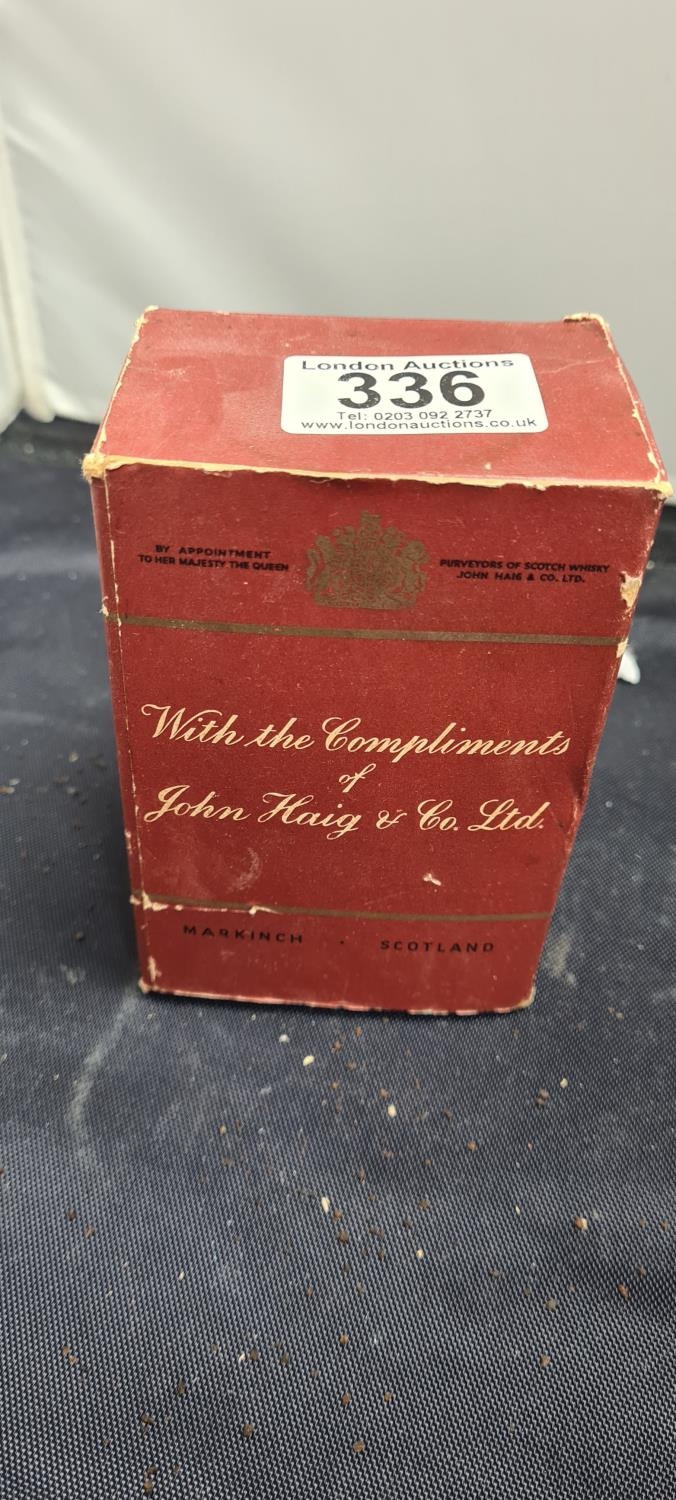 London Auctions
336
Tel: 0203 092 2737
www.londonauctions.co.uk
BY APPOINTMENT
TO HER MAJESTY THE QUEEN
PURVEYORS OF SCOTCH WHISKY
JOHN HAIG & CO. LTD.
With the Compliments
of
John Haig & Co. Ltd.
MARKINCH · SCOTLAND